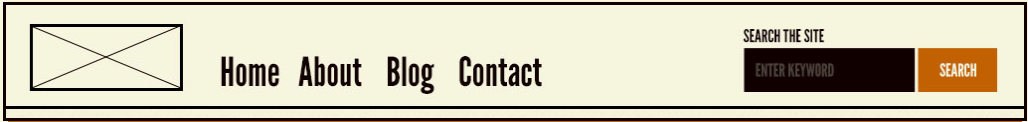 Home About Blog Contact
SEARCH THE SITE
ENTER KEYWORD
SEARCH